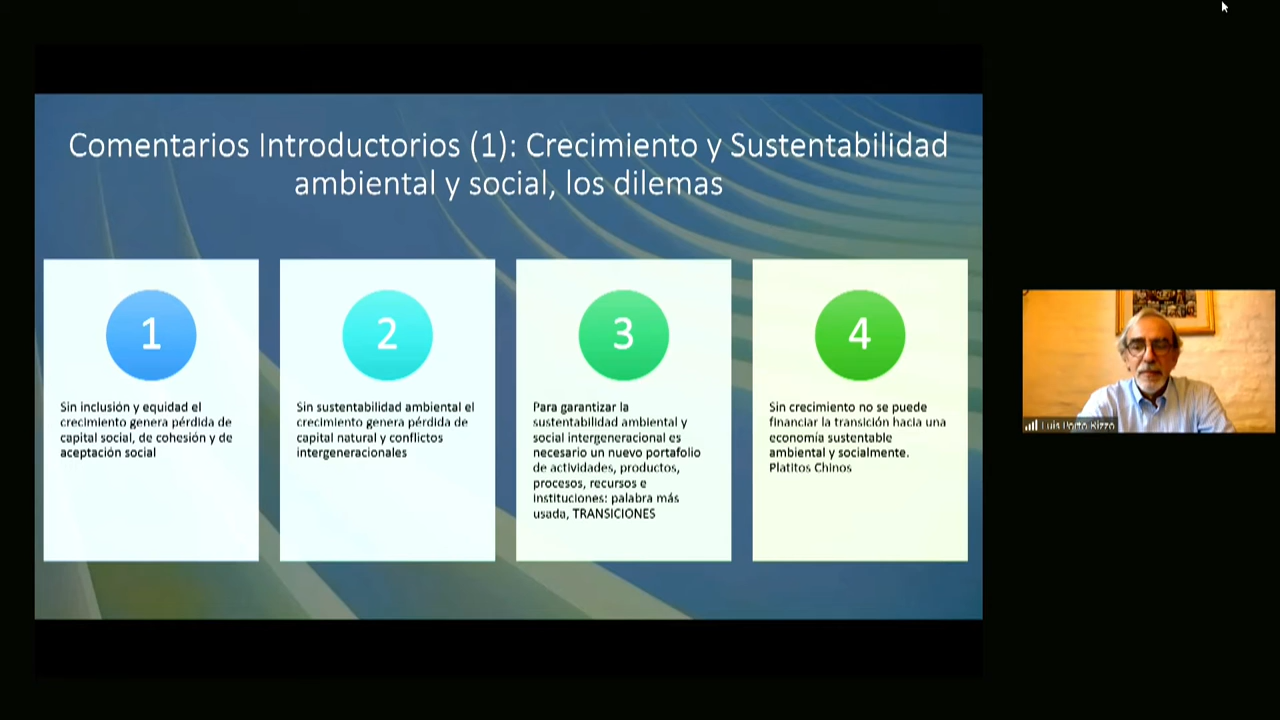 Comentarios Introductorios (1): Crecimiento y Sustentabilidad
ambiental y social, los dilemas
1
Sin inclusión y equidad el
crecimiento genera pérdida de
capital social, de cohesión y de
aceptación social
2
Sin sustentabilidad ambiental el
crecimiento genera pérdida de
capital natural y conflictos
intergeneracionales
3
Para garantizar la
sustentabilidad ambiental y
social intergeneracional es
necesario un nuevo portafolio
de actividades, productos,
procesos, recursos e
instituciones: palabra más
usada, TRANSICIONES
4
Sin crecimiento no se puede
financiar la transición hacia una
economía sustentable
ambiental y socialmente.
Platitos Chinos
Luis Porto Rizzo